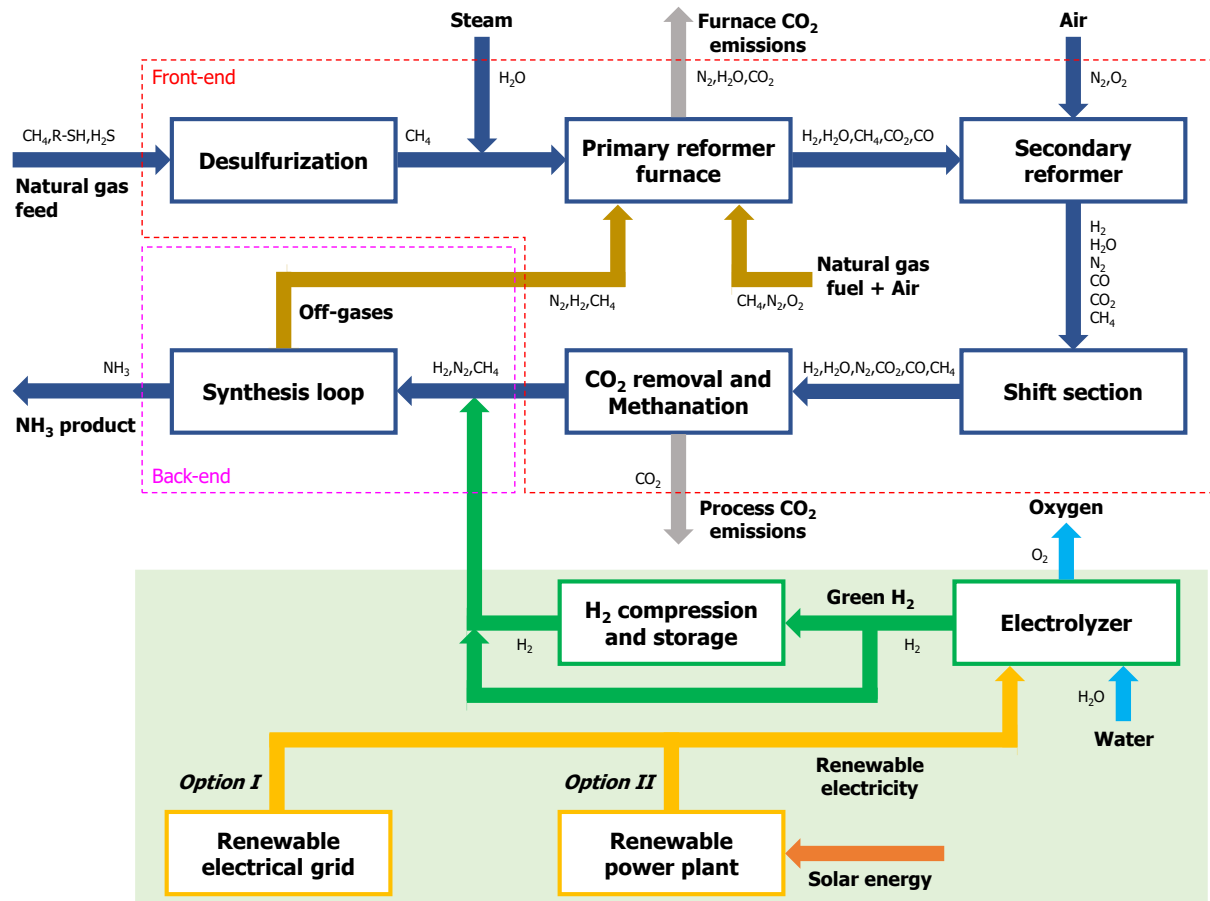 Steam
Furnace CO₂
emissions
Air
Front-end
H₂O
N₂,H₂O,CO₂
N₂,O₂
CH₄,R-SH,H₂S
Desulfurization
CH₄
Primary reformer
furnace
H₂,H₂O,CH₄,CO₂,CO
Secondary
reformer
Natural gas
feed
H₂
H₂O
N₂
CO
CO₂
CH₄
Natural gas
fuel + Air
Off-gases
N₂,H₂,CH₄
CH₄,N₂,O₂
NH₃
Synthesis loop
H₂,N₂,CH₄
CO₂ removal and
Methanation
H₂,H₂O,N₂,CO₂,CO,CH₄
Shift section
NH₃ product
Back-end
CO₂
Process CO₂
emissions
Oxygen
O₂
H₂ compression
and storage
Green H₂
Electrolyzer
H₂
H₂
H₂O
Water
Option I
Option II
Renewable
electricity
Renewable
electrical grid
Renewable
power plant
Solar energy